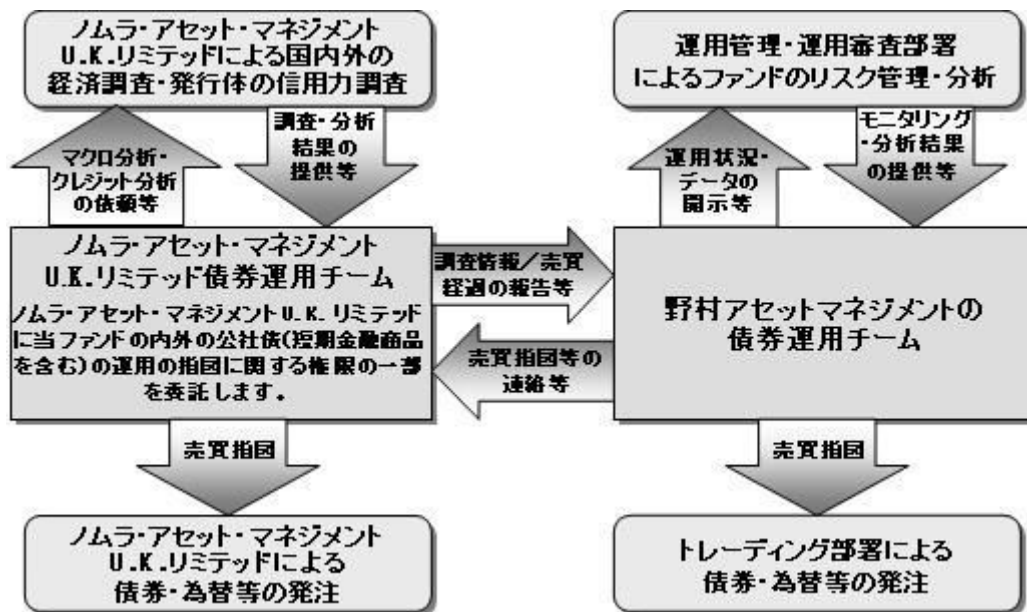 ノムラ・アセット・マネジメント
U.K.リミテッドによる国内外の
経済調査・発行体の信用力調査
運用管理・運用審査部署
によるファンドのリスク管理・分析
マクロ分析・
クレジット分析
の依頼等
調査・分析
結果の
提供等
運用状況・
データの
開示等
モニタリング
・分析結果
の提供等
ノムラ・アセット・マネジメント
U.K.リミテッド債券運用チーム
ノムラ・アセット・マネジメントU.K.リミテッド
に当ファンドの内外の公社債(短期金融商品
を含む)の運用の指図に関する権限の一部
を委託します。
調査情報/売買
経過の報告等
売買指図等の
連絡等
野村アセットマネジメントの
債券運用チーム
売買指図
売買指図
ノムラ・アセット・マネジメント
U.K.リミテッドによる
債券・為替等の発注
トレーディング部署による
債券・為替等の発注